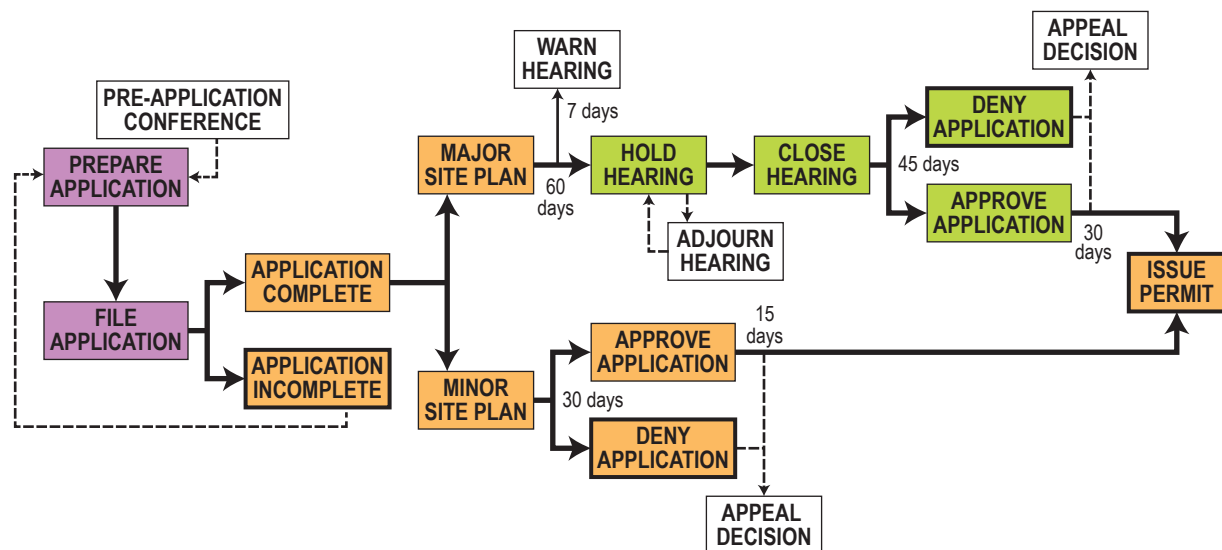 PRE-APPLICATION
CONFERENCE
PREPARE
APPLICATION
FILE
APPLICATION
APPLICATION
COMPLETE
APPLICATION
INCOMPLETE
MAJOR
SITE PLAN
60
days
WARN
HEARING
7 days
HOLD
HEARING
ADJOURN
HEARING
CLOSE
HEARING
45 days
DENY
APPLICATION
APPROVE
APPLICATION
APPEAL
DECISION
30
days
ISSUE
PERMIT
MINOR
SITE PLAN
30 days
APPROVE
APPLICATION
15
days
DENY
APPLICATION
APPEAL
DECISION